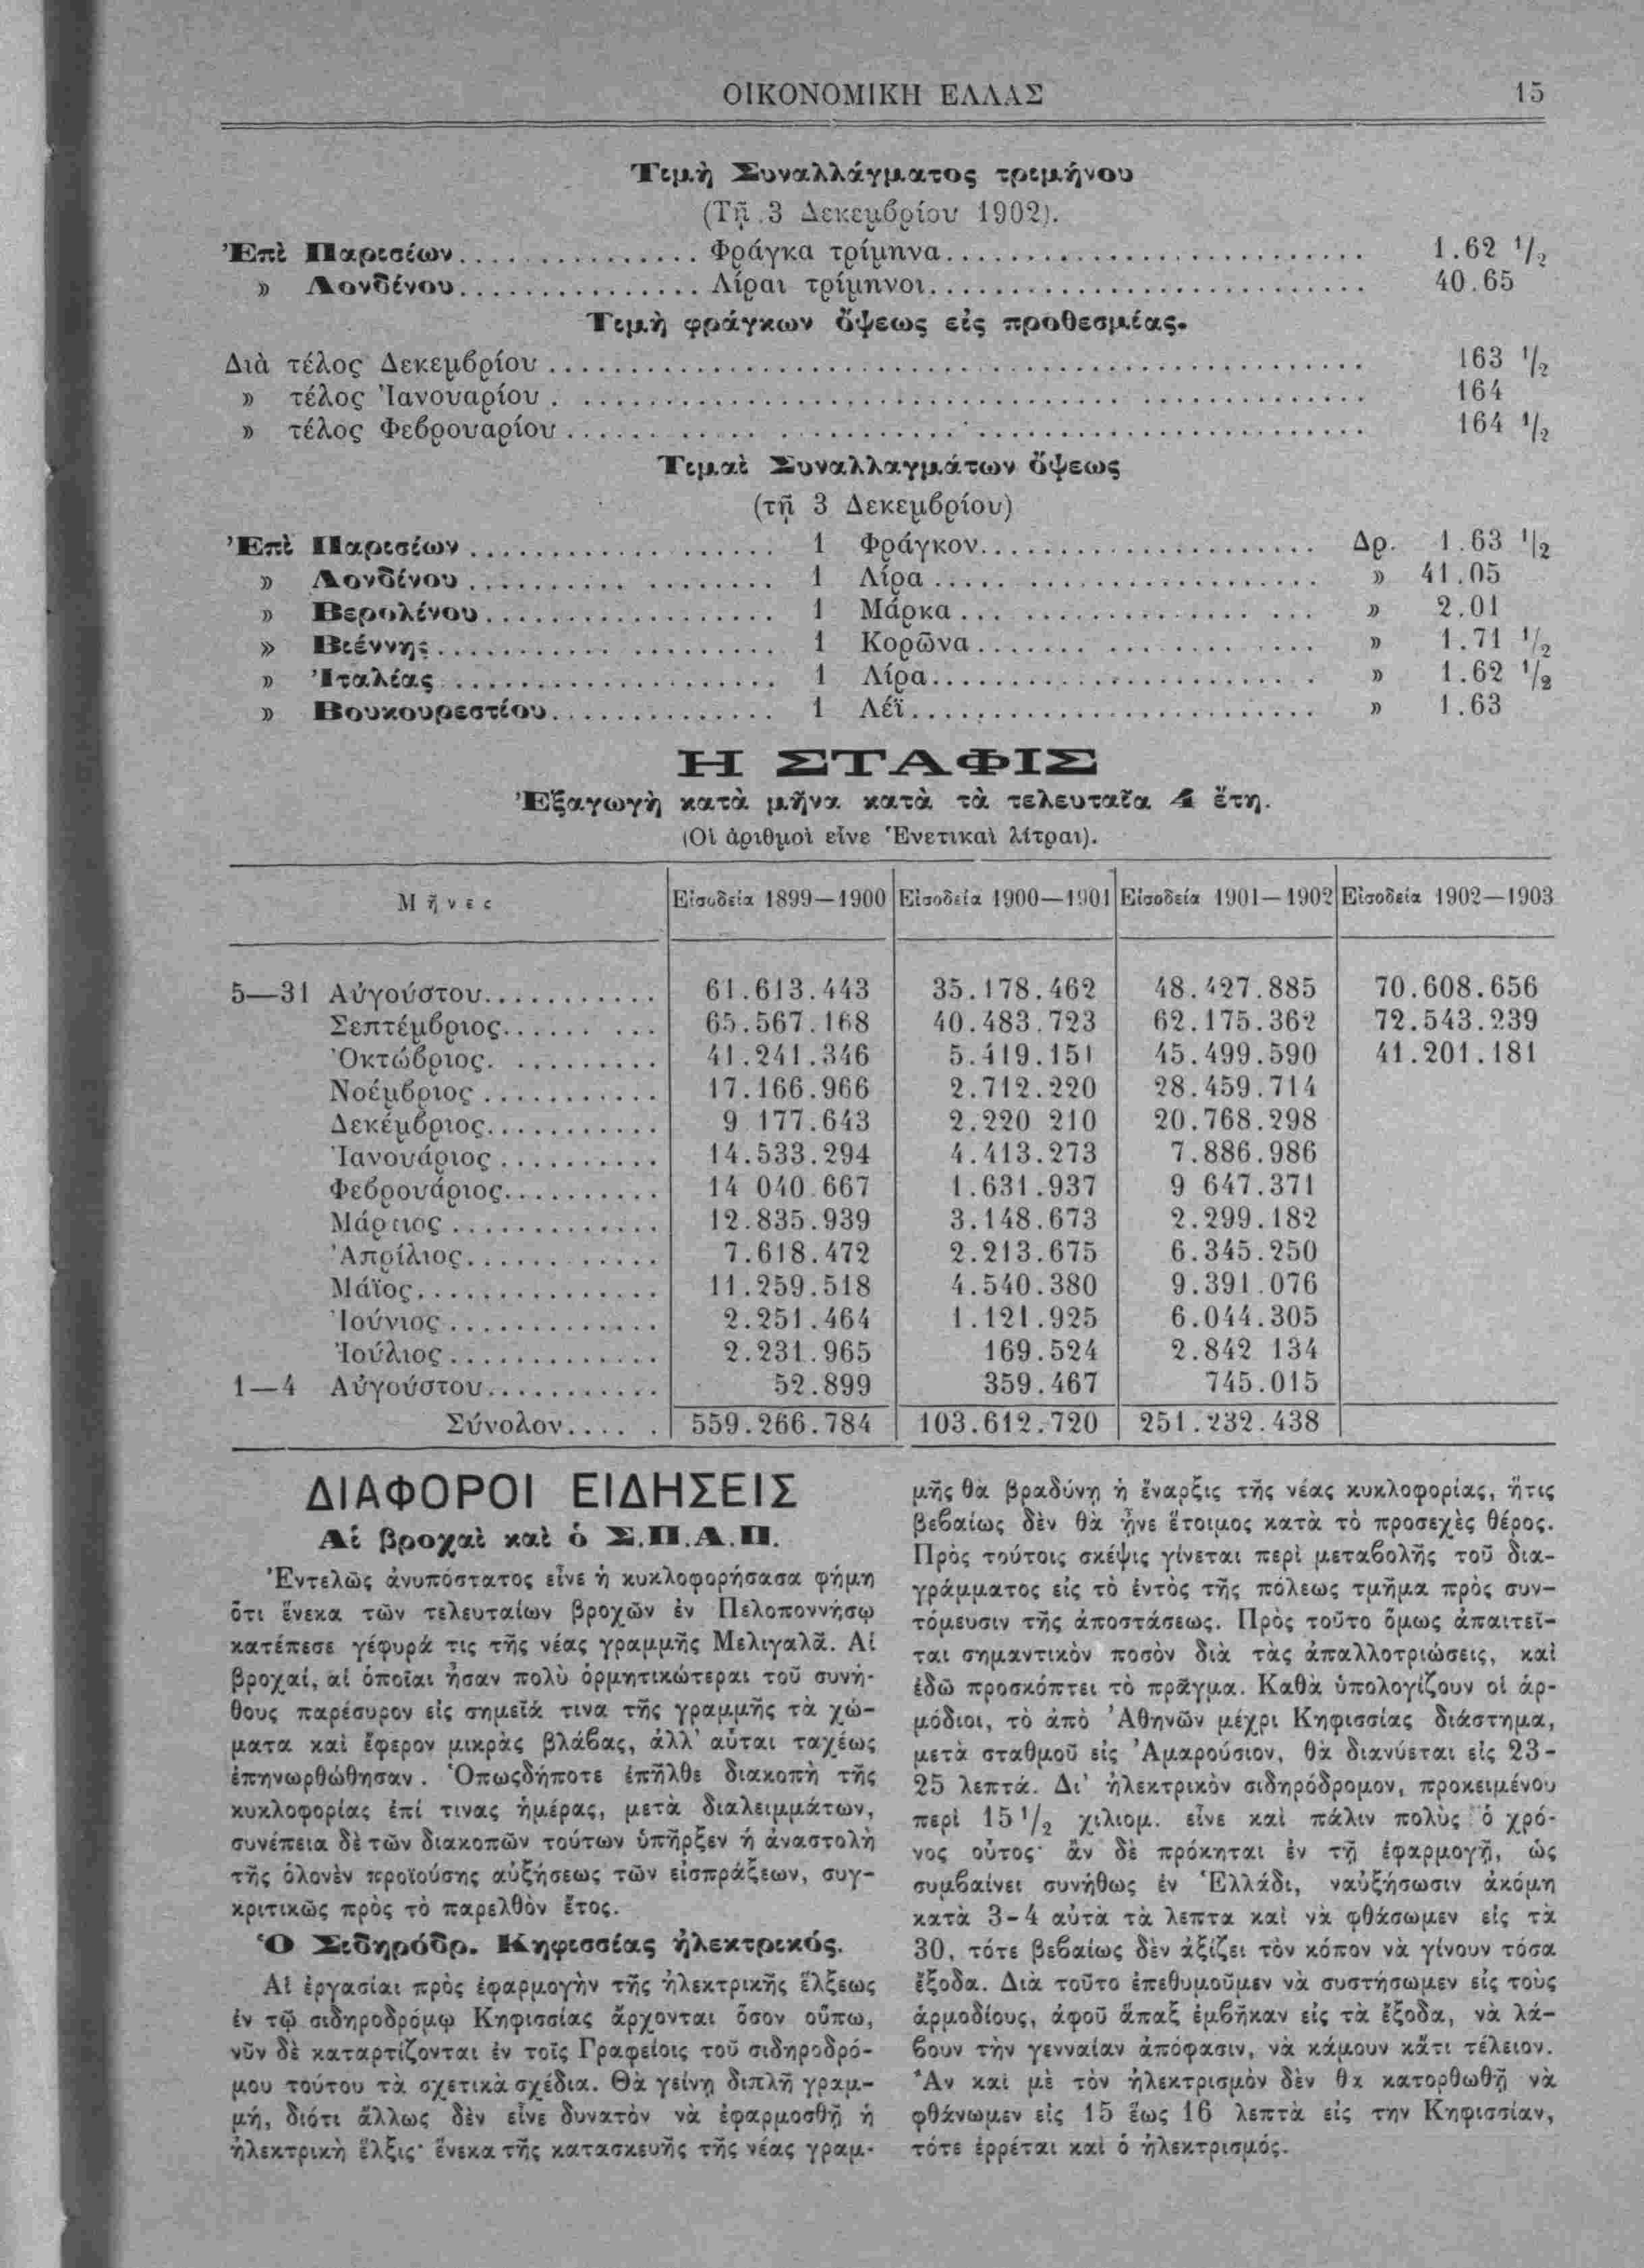 ΟΙΚΟΝΟΜΙΚΗ ΕΛΛΑΣ 15
Τιμὴ Συναλλάγματος τριμήνου
(Τῇ 3 Δεκεμβρίου 1902).
Ἐπὶ Παρισίων................ Φράγκα τρίμηνα........................... 1.62 1/2
» Λονδίνου................ Λίραι τρίμηνοι........................... 40.65
Τιμὴ φράγκων ὄψεως εἰς προθεσμίας.
Διὰ τέλος Δεκεμβρίου ........................................ 163 1/2
» τέλος Ἰανουαρίου ........................................ 164
» τέλος Φεβρουαρίου ........................................ 164 1/2
Τιμαὶ Συναλλαγμάτων ὄψεως
(τῇ 3 Δεκεμβρίου)
Ἐπὶ Παρισίων ................ 1 Φράγκον..................... Δρ. 1.63 1/2
» Λονδίνου ................ 1 Λίρα ..................... » 41.05
» Βερολίνου ................ 1 Μάρκα ..................... » 2.01
» Βιέννης ................ 1 Κορῶνα ..................... » 1.71 1/2
» Ἰταλίας ................ 1 Λίρα..................... » 1.62 1/2
» Βουκουρεστίου.............. 1 Λέϊ..................... » 1.63
Η ΣΤΑΦΙΣ
Ἐξαγωγὴ κατὰ μῆνα κατὰ τὰ τελευταῖα 4 ἔτη.
(Οἱ ἀριθμοὶ εἶνε Ἑνετικαὶ λίτραι).
Μῆνες Εἰσοδεία 1899—1900 Εἰσοδεία 1900—1901 Εἰσοδεία 1901—1902 Εἰσοδεία 1902—1903
5—31 Αὐγούστου........... 61.613.443 35.178.462 48.427.885 70.608.656
Σεπτέμβριος......... 65.567.168 40.483.723 62.175.362 72.543.239
Ὀκτώβριος. ......... 41.241.346 5.419.151 45.499.590 41.201.181
Νοέμβριος ........... 17.166.966 2.712.220 28.459.714
Δεκέμβριος........... 9 177.643 2.220 210 20.768.298
Ἰανουάριος .......... 14.533.294 4.413.273 7.886.986
Φεβρουάριος.......... 14 040 667 1.631.937 9 647.371
Μάρτιος ............. 12.835.939 3.148.673 2.299.182
Ἀπρίλιος............ 7.618.472 2.213.675 6.345.250
Μάϊος............... 11.259.518 4.540.380 9.391.076
Ἰούνιος ............. 2.251.464 1.121.925 6.044.305
Ἰούλιος ............. 2.231.965 169.524 2.842 134
1—4 Αὐγούστου........... 52.899 359.467 745.015
Σύνολον..... 559.266.784 103.612.720 251.232.438
ΔΙΑΦΟΡΟΙ ΕΙΔΗΣΕΙΣ
Αἱ βροχαὶ καὶ ὁ Σ.Π.Α.Π.
Ἐντελῶς ἀνυπόστατος εἶνε ἡ κυκλοφορήσασα φήμη
ὅτι ἕνεκα τῶν τελευταίων βροχῶν ἐν Πελοποννήσῳ
κατέπεσε γέφυρά τις τῆς νέας γραμμῆς Μελιγαλᾶ. Αἱ
βροχαί, αἱ ὁποῖαι ἦσαν πολὺ ὁρμητικώτεραι τοῦ συνή-
θους παρέσυρον εἰς σημεῖά τινα τῆς γραμμῆς τὰ χώ-
ματα καὶ ἔφερον μικρὰς βλάβας, ἀλλ' αὗται ταχέως
ἐπηνωρθώθησαν. Ὁπωςδήποτε ἐπῆλθε διακοπὴ τῆς
κυκλοφορίας ἐπί τινας ἡμέρας, μετὰ διαλειμμάτων,
συνέπεια δὲ τῶν διακοπῶν τούτων ὑπῆρξεν ἡ ἀναστολὴ
τῆς ὁλονὲν προϊούσης αὐξήσεως τῶν εἰσπράξεων, συγ-
κριτικῶς πρὸς τὸ παρελθὸν ἔτος.
Ὁ Σιδηρόδρ. Κηφισσίας ἠλεκτρικός.
Αἱ ἐργασίαι πρὸς ἐφαρμογὴν τῆς ἠλεκτρικῆς ἕλξεως
ἐν τῷ σιδηροδρόμῳ Κηφισσίας ἄρχονται ὅσον οὔπω,
νῦν δὲ καταρτίζονται ἐν τοῖς Γραφείοις τοῦ σιδηροδρό-
μου τούτου τὰ σχετικὰ σχέδια. Θὰ γείνῃ διπλῆ γραμ-
μή, διότι ἄλλως δὲν εἶνε δυνατὸν νὰ ἐφαρμοσθῇ ἡ
ἠλεκτρικὴ ἕλξις· ἕνεκα τῆς κατασκευῆς τῆς νέας γραμ-
μῆς θὰ βραδύνῃ ἡ ἔναρξις τῆς νέας κυκλοφορίας, ἥτις
βεβαίως δὲν θὰ ἦνε ἕτοιμος κατὰ τὸ προσεχὲς θέρος.
Πρὸς τούτοις σκέψις γίνεται περὶ μεταβολῆς τοῦ δια-
γράμματος εἰς τὸ ἐντὸς τῆς πόλεως τμῆμα πρὸς συν-
τόμευσιν τῆς ἀποστάσεως. Πρὸς τοῦτο ὅμως ἀπαιτεῖ-
ται σημαντικὸν ποσὸν διὰ τὰς ἀπαλλοτριώσεις, καὶ
ἐδῶ προσκόπτει τὸ πρᾶγμα. Καθὰ ὑπολογίζουν οἱ ἁρ-
μόδιοι, τὸ ἀπὸ Ἀθηνῶν μέχρι Κηφισσίας διάστημα,
μετὰ σταθμοῦ εἰς Ἀμαρούσιον, θὰ διανύεται εἰς 23-
25 λεπτά. Δι' ἠλεκτρικὸν σιδηρόδρομον, προκειμένου
περὶ 15 1/2 χιλιομ. εἶνε καὶ πάλιν πολὺς ὁ χρό-
νος οὗτος· ἂν δὲ πρόκηται ἐν τῇ ἐφαρμογῇ, ὡς
συμβαίνει συνήθως ἐν Ἑλλάδι, ναὐξήσωσιν ἀκόμη
κατὰ 3-4 αὐτὰ τὰ λεπτα καὶ νὰ φθάσωμεν εἰς τὰ
30, τότε βεβαίως δὲν ἀξίζει τὸν κόπον νὰ γίνουν τόσα
ἔξοδα. Διὰ τοῦτο ἐπεθυμοῦμεν νὰ συστήσωμεν εἰς τοὺς
ἁρμοδίους, ἀφοῦ ἅπαξ ἐμβῆκαν εἰς τὰ ἔξοδα, νὰ λά-
βουν τὴν γενναίαν ἀπόφασιν, νὰ κάμουν κἄτι τέλειον.
Ἂν καὶ μὲ τὸν ἠλεκτρισμὸν δὲν θα κατορθωθῇ νὰ
φθάνωμεν εἰς 15 ἕως 16 λεπτὰ εἰς την Κηφισσίαν,
τότε ἐρρέται καὶ ὁ ἠλεκτρισμός.